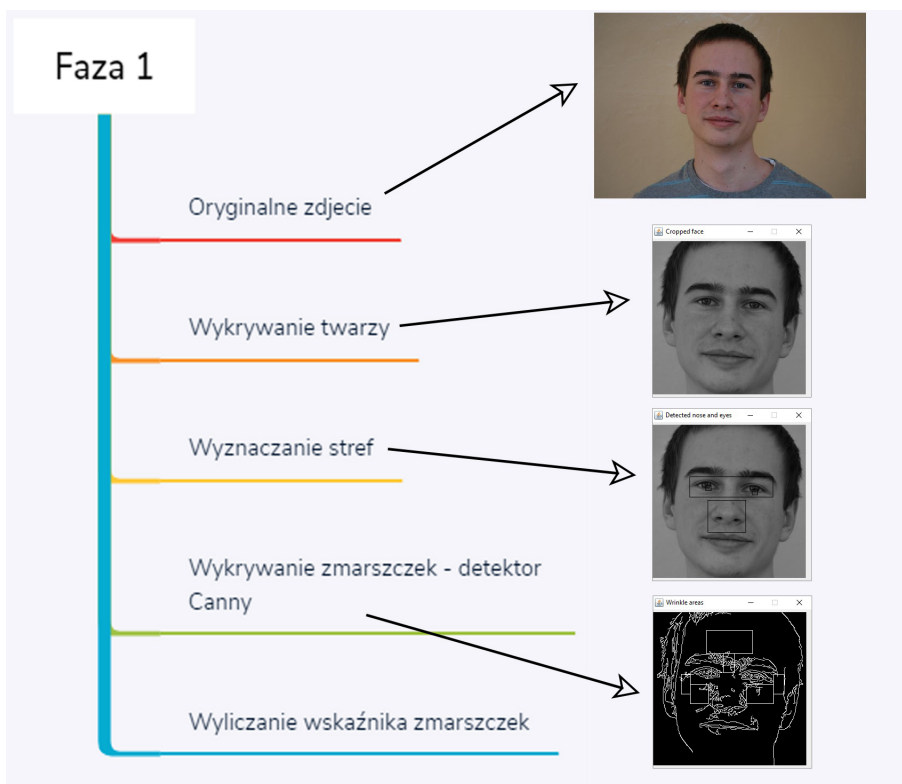 Faza 1
Oryginalne zdjecie
Cropped face
Wykrywanie twarzy
Detected nose and eyes
Wyznaczanie stref
Wykrywanie zmarszczek - detektor
Canny
Wrinkle areas
Wyliczanie wskaźnika zmarszczek